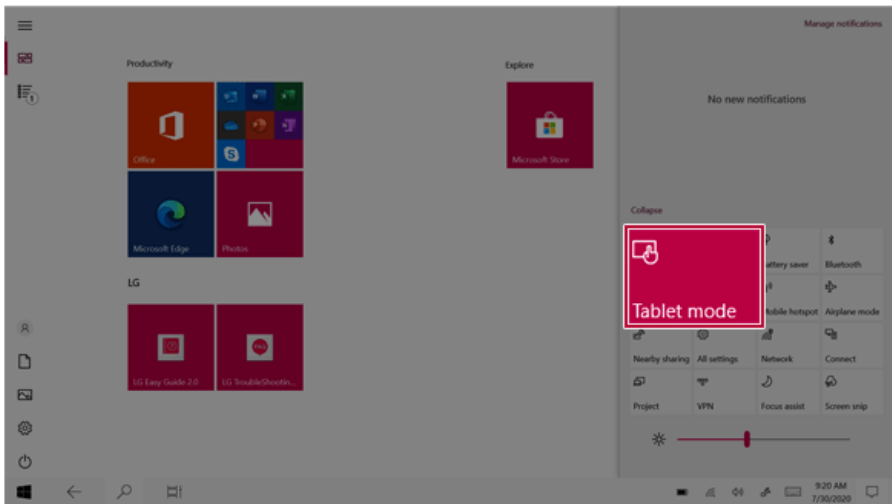 Manage notifications
Productivity
Explore
No new notifications
Office
Microsoft Store
Collapse
Microsoft Edge
Photos
Tablet mode
attery saver
Bluetooth
LG
Mobile hotspot
Airplane mode
Nearby sharing
All settings
Network
Connect
LG Easy Guide 2.0
LG TroubleShootin...
Project
VPN
Focus assist
Screen snip
9:20 AM
7/30/2020